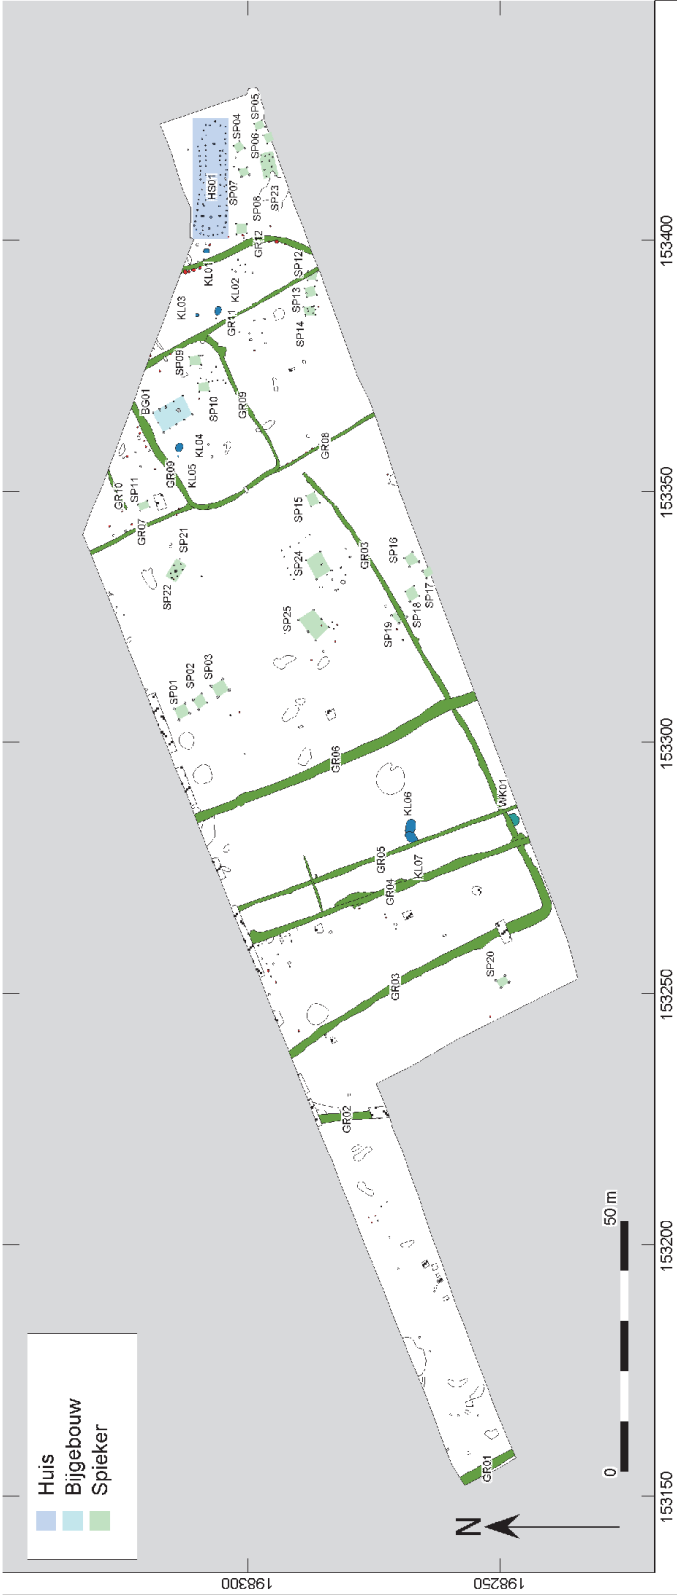 Huis
Bijgebouw
Spieker
N
0
50 m
153150
153200
153250
153300
153350
153400
198300
198250
GR01
GR02
GR03
SP20
GR04
GR05
KL07
KL06
WK01
GR06
SP01
SP02
SP03
SP25
SP24
SP15
GR03
SP19
SP18
SP17
SP16
SP22
SP21
GR07
SP11
GR10
GR09
KL05
KL04
BG01
SP10
SP09
GR09
GR08
GR11
KL03
KL02
KL01
SP14
SP13
SP12
GR12
HS01
SP08
SP07
SP23
SP06
SP04
SP05